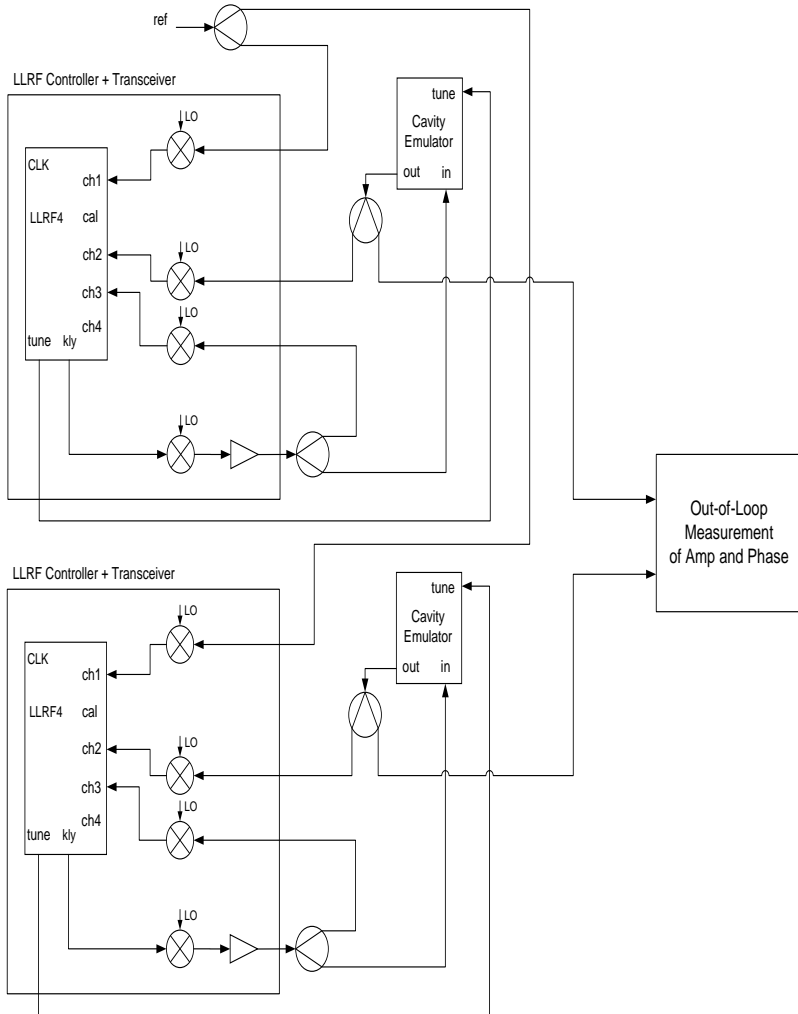 ref
LLRF Controller + Transceiver
LO
tune
Cavity
Emulator
out in
CLK
ch1
LLRF4 cal
LO
ch2
ch3
LO
ch4
tune kly
LO
Out-of-Loop
Measurement
of Amp and Phase
LLRF Controller + Transceiver
LO
tune
Cavity
Emulator
out in
CLK
ch1
LLRF4 cal
LO
ch2
ch3
LO
ch4
tune kly
LO